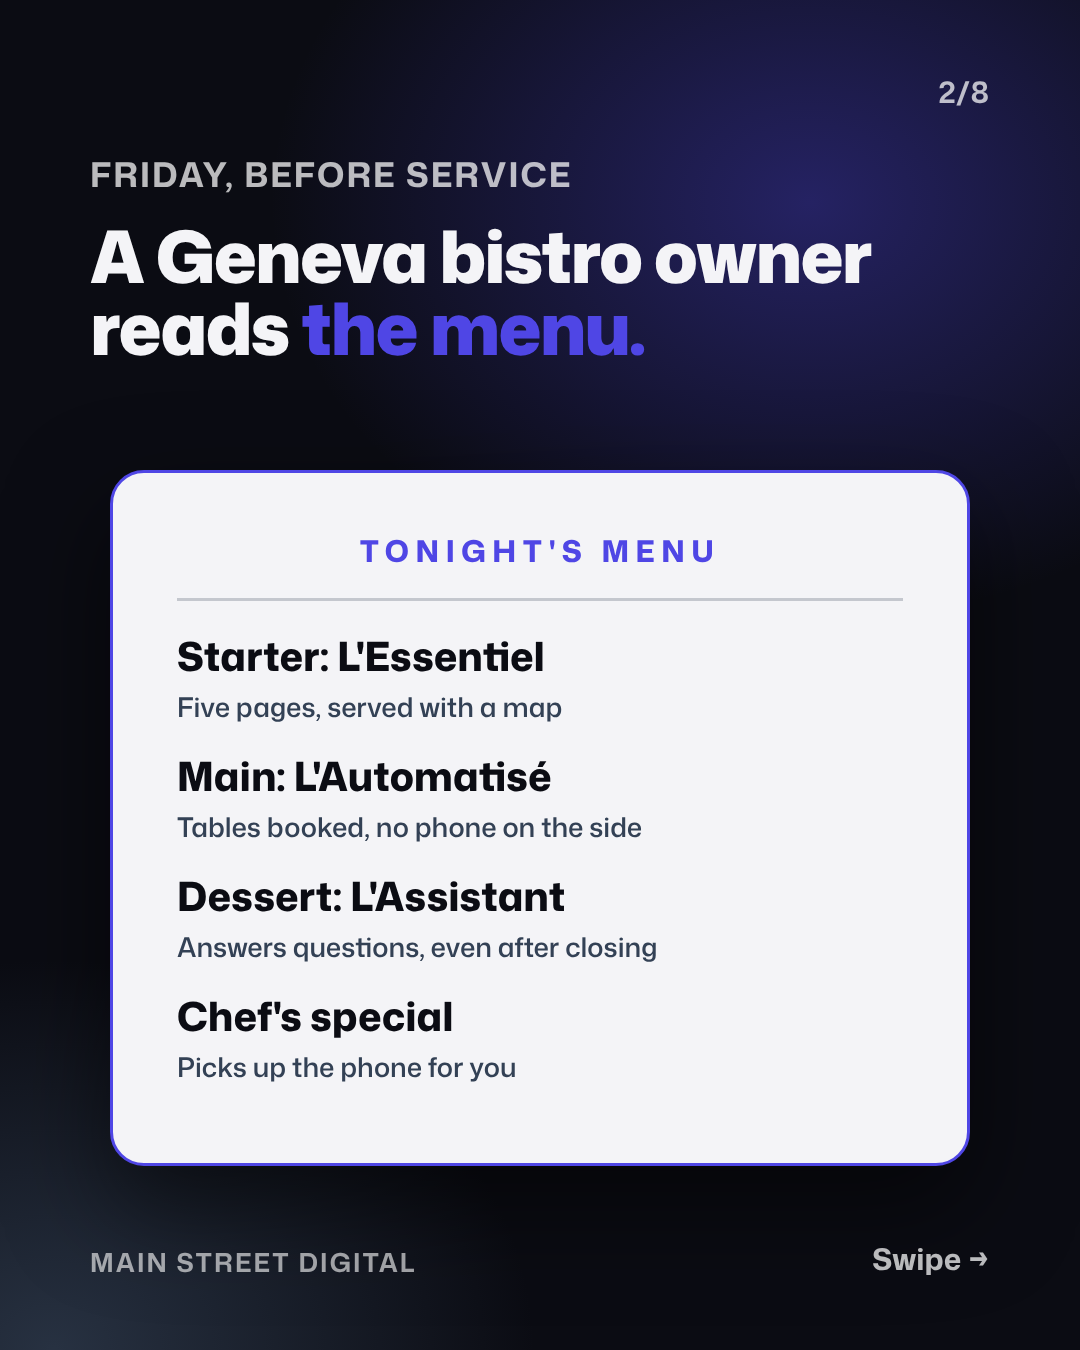 2/8
FRIDAY, BEFORE SERVICE
A Geneva bistro owner
reads the menu.
TONIGHT'S MENU
Starter: L'Essentiel
Five pages, served with a map
Main: L'Automatisé
Tables booked, no phone on the side
Dessert: L'Assistant
Answers questions, even after closing
Chef's special
Picks up the phone for you
MAIN STREET DIGITAL
Swipe →